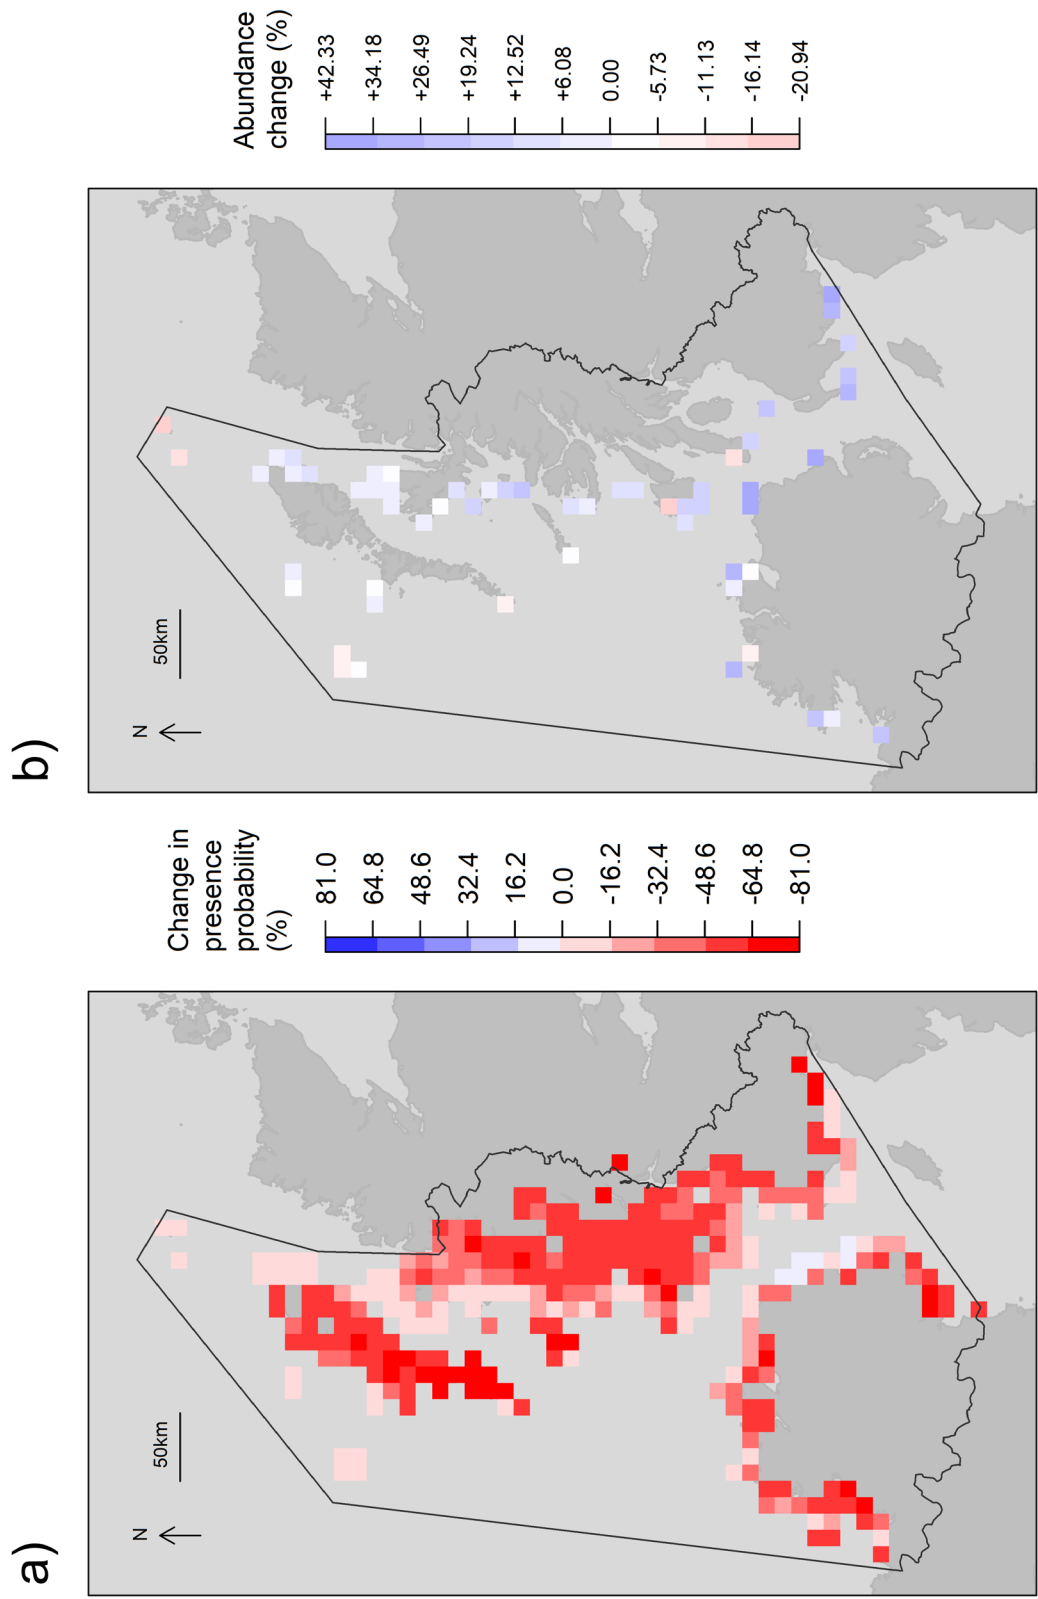 a)
N
50km
Change in
presence
probability
(%)
81.0
64.8
48.6
32.4
16.2
0.0
-16.2
-32.4
-48.6
-64.8
-81.0
b)
N
50km
Abundance
change (%)
+42.33
+34.18
+26.49
+19.24
+12.52
+6.08
0.00
-5.73
-11.13
-16.14
-20.94